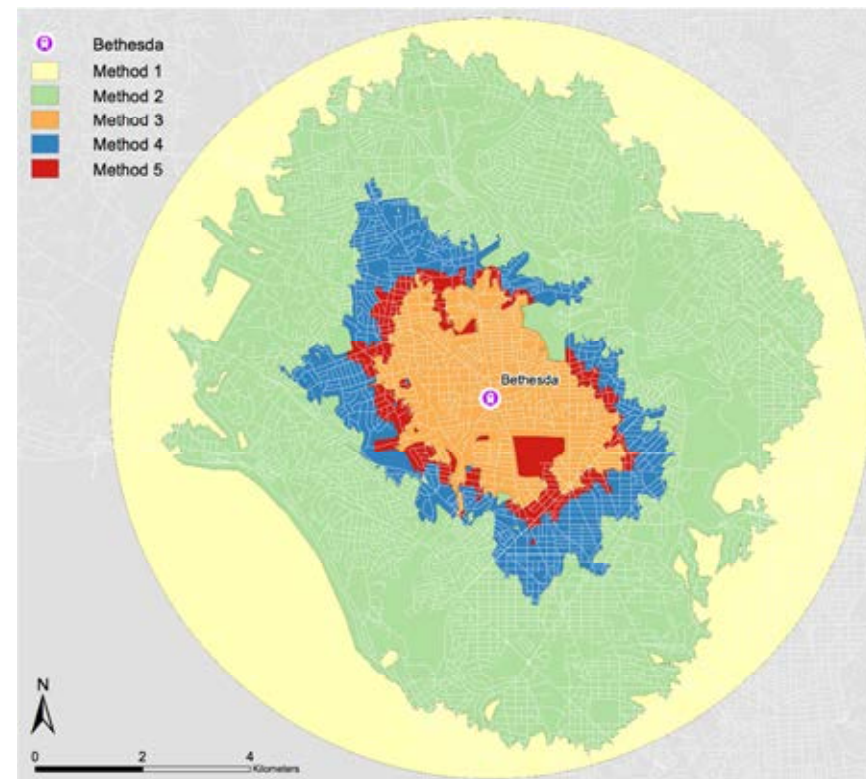 Bethesda
Method 1
Method 2
Method 3
Method 4
Method 5
Bethesda
N
0 2 4
Kilometers